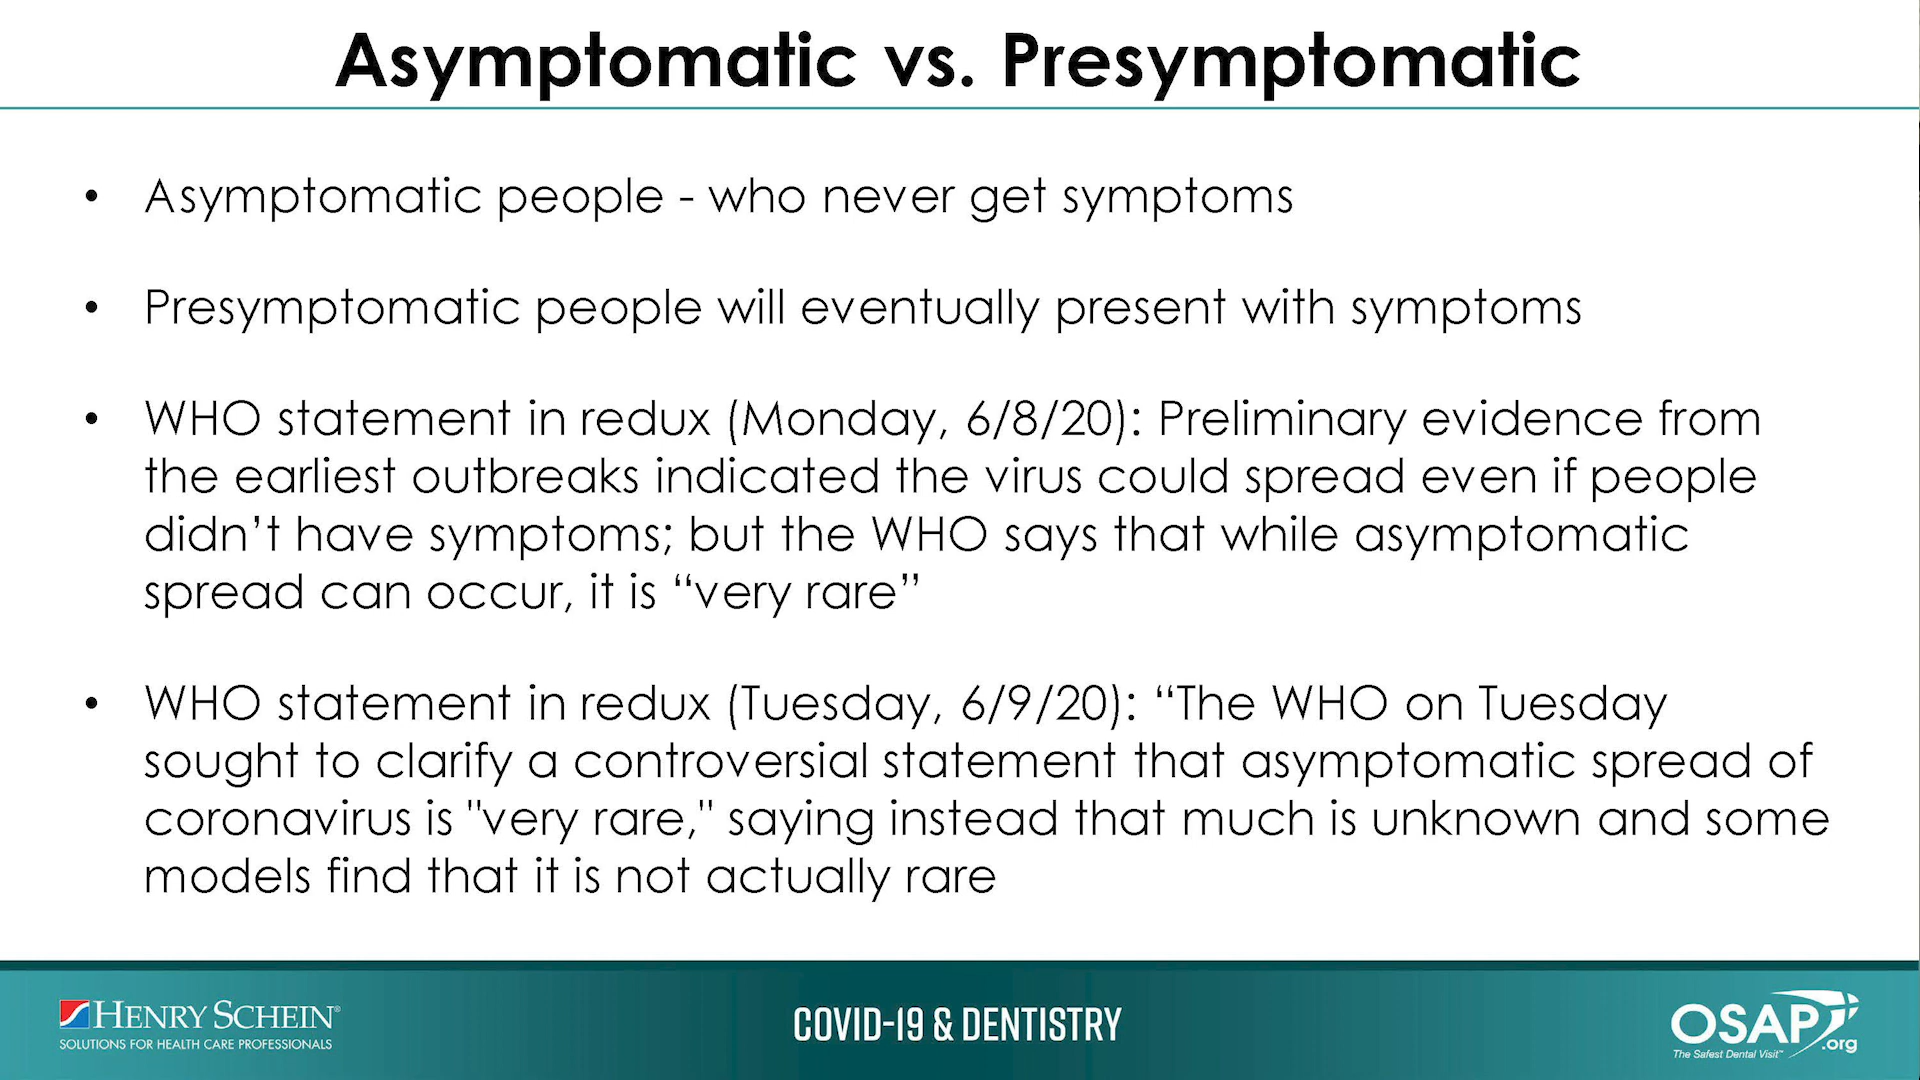 Asymptomatic vs. Presymptomatic
• Asymptomatic people - who never get symptoms
• Presymptomatic people will eventually present with symptoms
• WHO statement in redux (Monday, 6/8/20): Preliminary evidence from
the earliest outbreaks indicated the virus could spread even if people
didn’t have symptoms; but the WHO says that while asymptomatic
spread can occur, it is “very rare”
• WHO statement in redux (Tuesday, 6/9/20): “The WHO on Tuesday
sought to clarify a controversial statement that asymptomatic spread of
coronavirus is "very rare," saying instead that much is unknown and some
models find that it is not actually rare
HENRY SCHEIN®
SOLUTIONS FOR HEALTH CARE PROFESSIONALS
COVID-19 & DENTISTRY
OSAP
.org
The Safest Dental Visit™